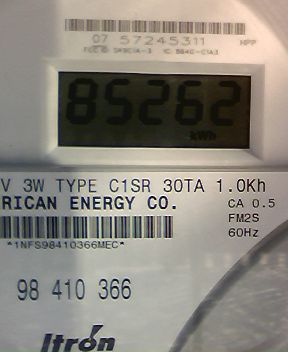 07 57245311 HPP
85262
kWh
V 3W TYPE C1SR 30TA 1.0Kh
RICAN ENERGY CO. CA 0.5
FM2S
60Hz
*1NFS98410366MEC*
98 410 366
Itron